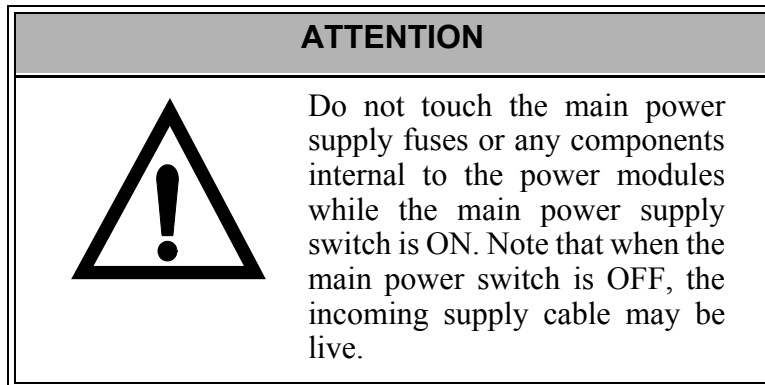 ATTENTION
Do not touch the main power
supply fuses or any components
internal to the power modules
while the main power supply
switch is ON. Note that when the
main power switch is OFF, the
incoming supply cable may be
live.